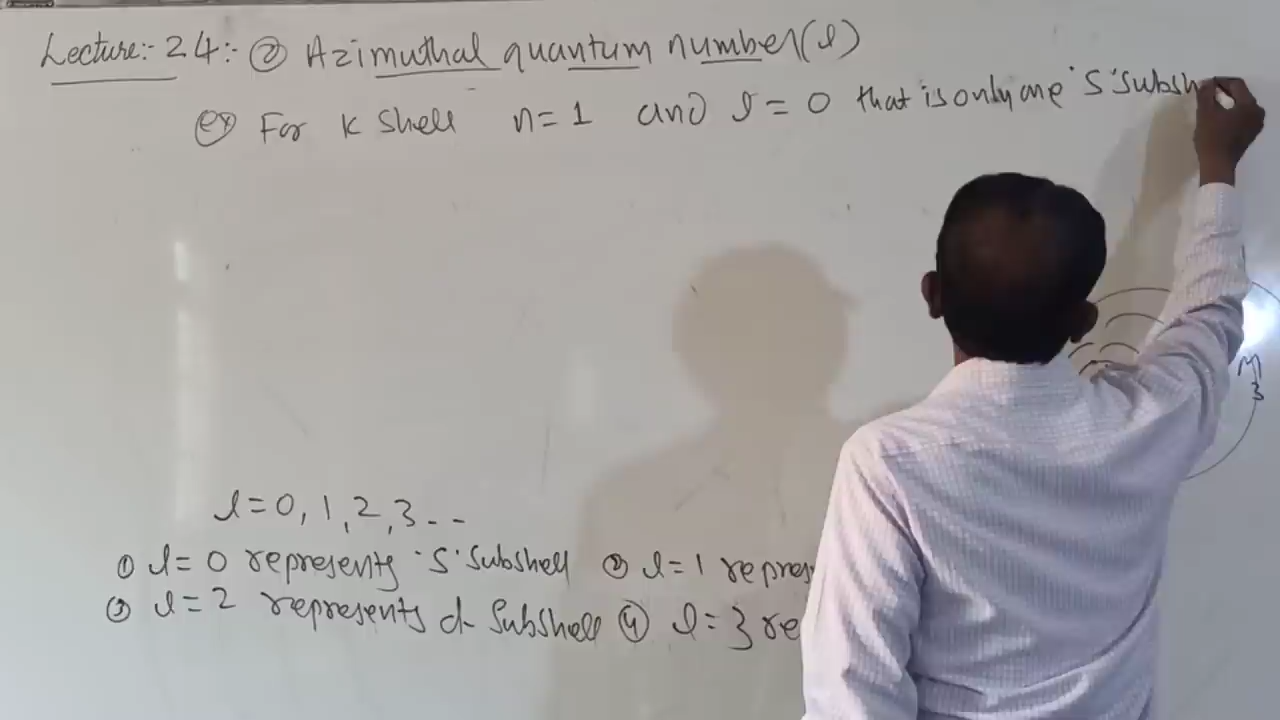 Lecture:- 24:- ② Azimuthal quantum number(l)
ex) For K shell n=1 and l=0 that is only one 's' subsh
M
3
l=0, 1, 2, 3--
① l=0 represents 's' subshell ② l=1 repres
③ l=2 represents d- subshell ④ l=3 re